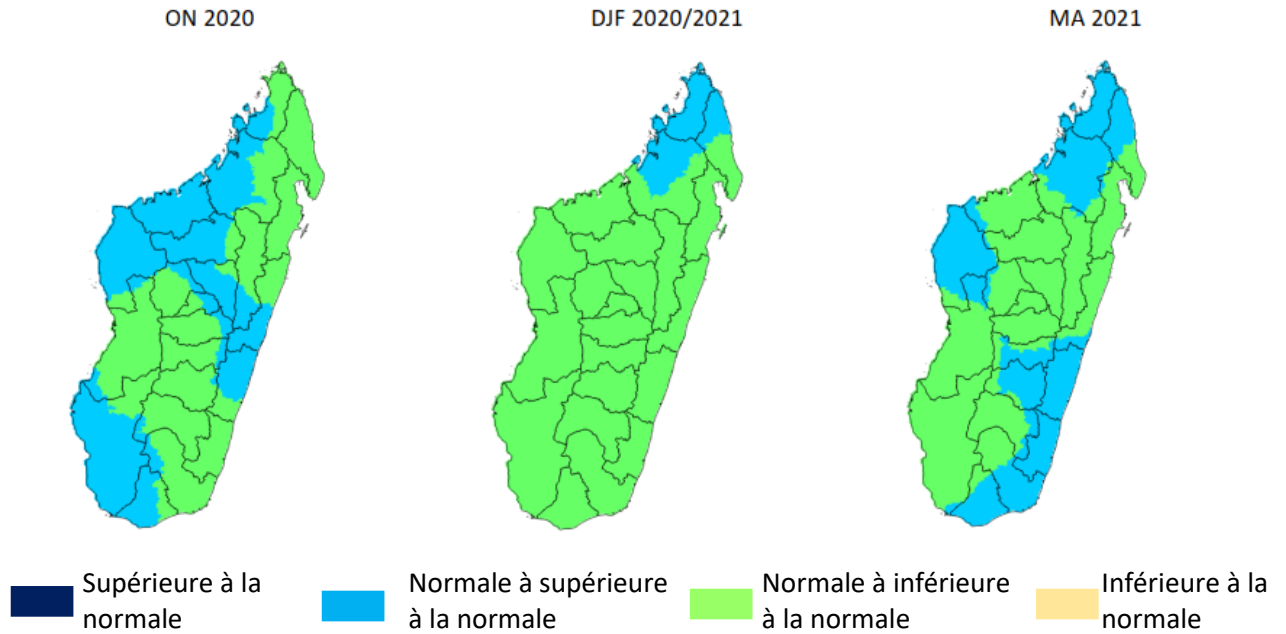 ON 2020
DJF 2020/2021
MA 2021
Supérieure à la
normale
Normale à supérieure
à la normale
Normale à inférieure
à la normale
Inférieure à la
normale